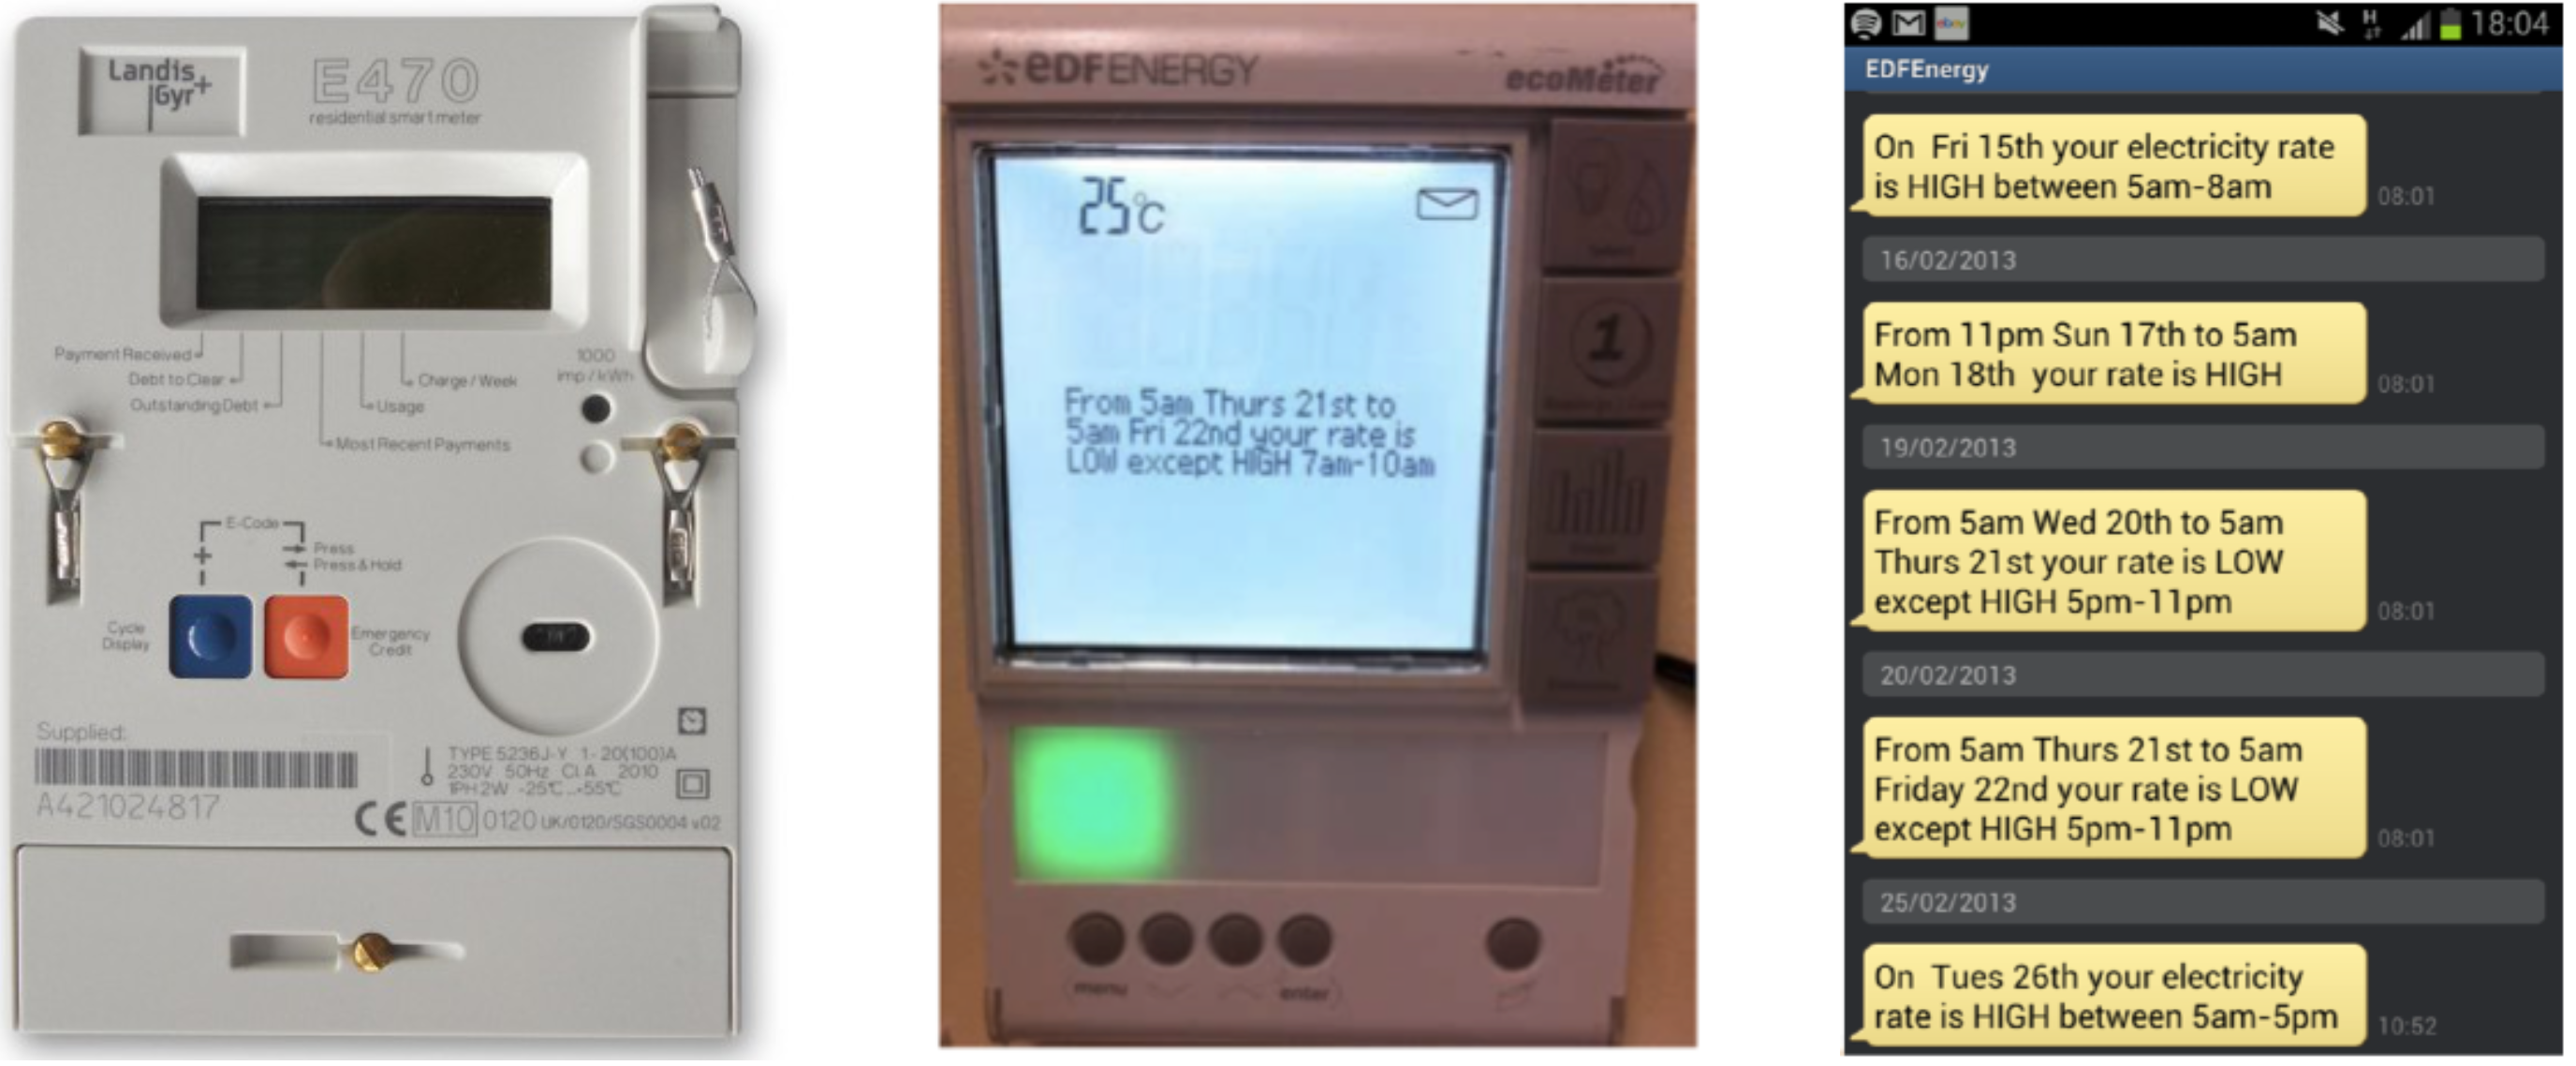 Landis
Gyr+
E470
residential smart meter
Payment Received
Debt to Clear
Outstanding Debt
Charge / Week
Usage
Most Recent Payments
1000
imp / kWh
E-Code
Press
Press & Hold
Cycle
Display
Emergency
Credit
Supplied:
A421024817
TYPE 5236J-Y 1-20(100)A
230V 50Hz Cl.A 2010
1PH 2W -25°C...+55°C
CE M10 0120 UK/0120/SGS0004 v02
eDF ENERGY
ecoMeter
25°C
From 5am Thurs 21st to
5am Fri 22nd your rate is
LOW except HIGH 7am-10am
1
menu
enter
ebay
H
18:04
EDFEnergy
On Fri 15th your electricity rate
is HIGH between 5am-8am
08:01
16/02/2013
From 11pm Sun 17th to 5am
Mon 18th your rate is HIGH
08:01
19/02/2013
From 5am Wed 20th to 5am
Thurs 21st your rate is LOW
except HIGH 5pm-11pm
08:01
20/02/2013
From 5am Thurs 21st to 5am
Friday 22nd your rate is LOW
except HIGH 5pm-11pm
08:01
25/02/2013
On Tues 26th your electricity
rate is HIGH between 5am-5pm
10:52